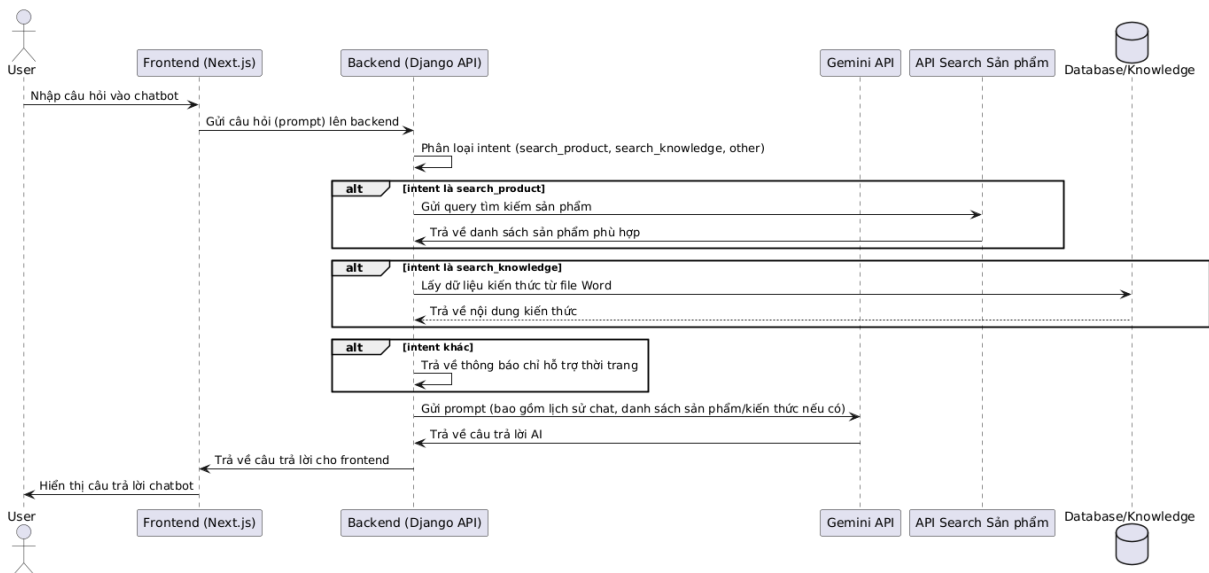 User
Frontend (Next.js)
Backend (Django API)
Gemini API
API Search Sản phẩm
Database/Knowledge
Nhập câu hỏi vào chatbot
Gửi câu hỏi (prompt) lên backend
Phân loại intent (search_product, search_knowledge, other)
alt [intent là search_product]
Gửi query tìm kiếm sản phẩm
Trả về danh sách sản phẩm phù hợp
alt [intent là search_knowledge]
Lấy dữ liệu kiến thức từ file Word
Trả về nội dung kiến thức
alt [intent khác]
Trả về thông báo chỉ hỗ trợ thời trang
Gửi prompt (bao gồm lịch sử chat, danh sách sản phẩm/kiến thức nếu có)
Trả về câu trả lời AI
Trả về câu trả lời cho frontend
Hiển thị câu trả lời chatbot
User
Frontend (Next.js)
Backend (Django API)
Gemini API
API Search Sản phẩm
Database/Knowledge